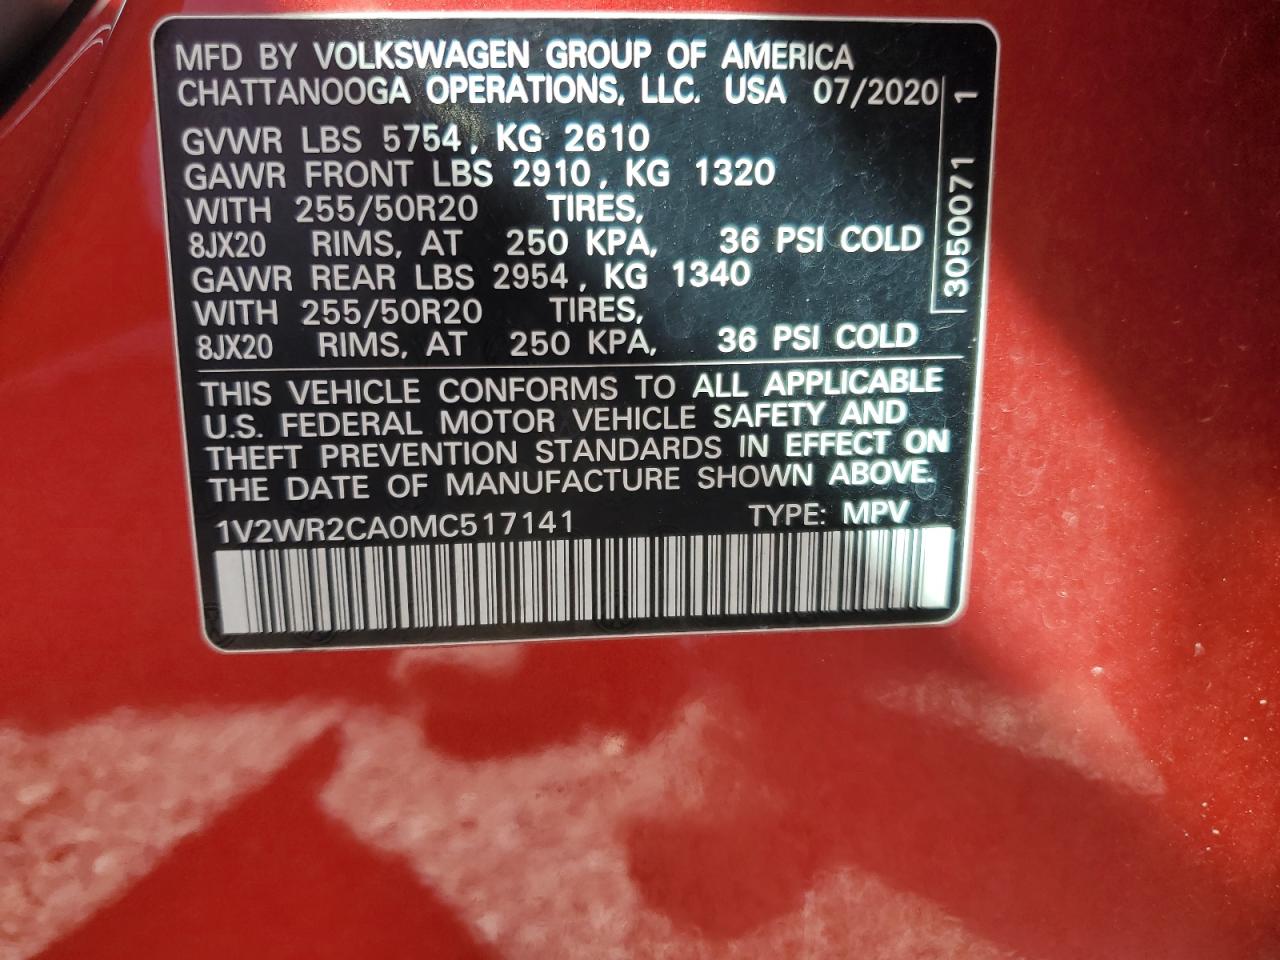 MFD BY VOLKSWAGEN GROUP OF AMERICA
CHATTANOOGA OPERATIONS, LLC. USA 07/2020
GVWR LBS 5754, KG 2610
GAWR FRONT LBS 2910, KG 1320
WITH 255/50R20 TIRES,
8JX20 RIMS, AT 250 KPA, 36 PSI COLD
GAWR REAR LBS 2954, KG 1340
WITH 255/50R20 TIRES,
8JX20 RIMS, AT 250 KPA, 36 PSI COLD
3050071 1
THIS VEHICLE CONFORMS TO ALL APPLICABLE
U.S. FEDERAL MOTOR VEHICLE SAFETY AND
THEFT PREVENTION STANDARDS IN EFFECT ON
THE DATE OF MANUFACTURE SHOWN ABOVE.
1V2WR2CA0MC517141 TYPE: MPV